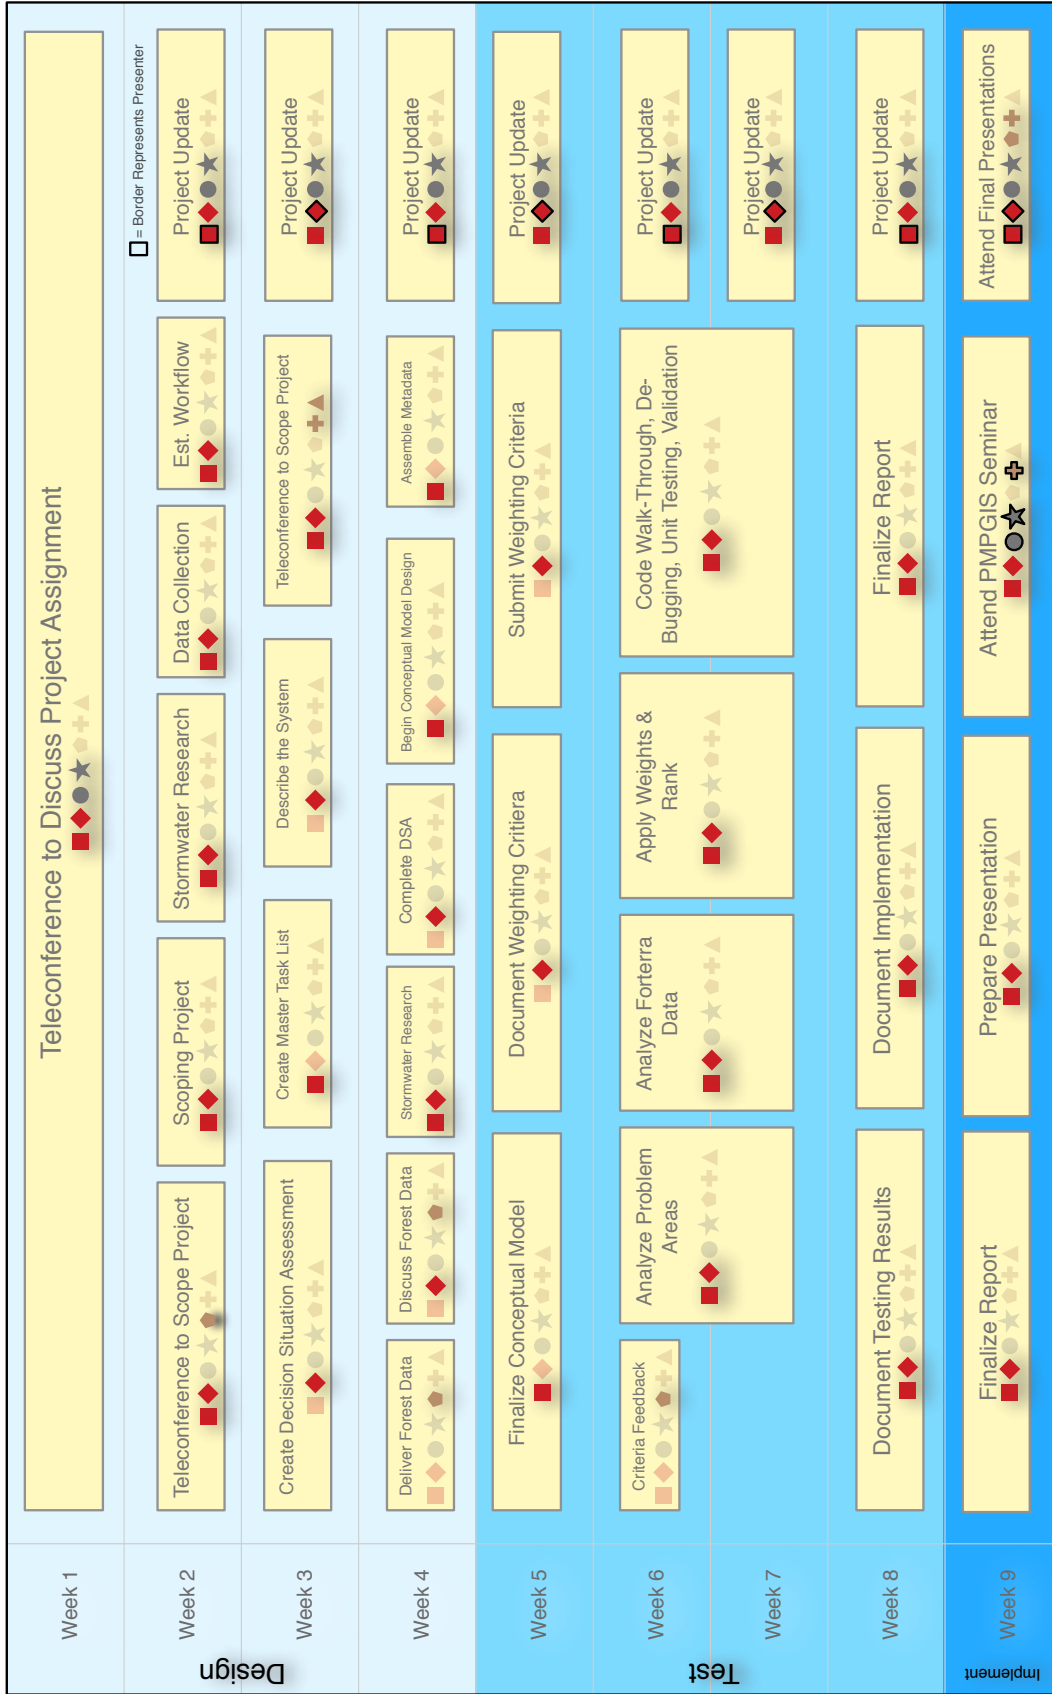 Week 1
Teleconference to Discuss Project Assignment
= Border Represents Presenter
Design
Week 2
Teleconference to Scope Project
Scoping Project
Stormwater Research
Data Collection
Est. Workflow
Project Update
Week 3
Create Decision Situation Assessment
Create Master Task List
Describe the System
Teleconference to Scope Project
Project Update
Week 4
Deliver Forest Data
Discuss Forest Data
Stormwater Research
Complete DSA
Begin Conceptual Model Design
Assemble Metadata
Project Update
Test
Week 5
Finalize Conceptual Model
Document Weighting Critiera
Submit Weighting Criteria
Project Update
Week 6
Criteria Feedback
Analyze Problem
Areas
Analyze Forterra
Data
Apply Weights &
Rank
Code Walk-Through, De-
Bugging, Unit Testing, Validation
Project Update
Week 7
Project Update
Week 8
Document Testing Results
Document Implementation
Finalize Report
Project Update
Implement
Week 9
Finalize Report
Prepare Presentation
Attend PMPGIS Seminar
Attend Final Presentations